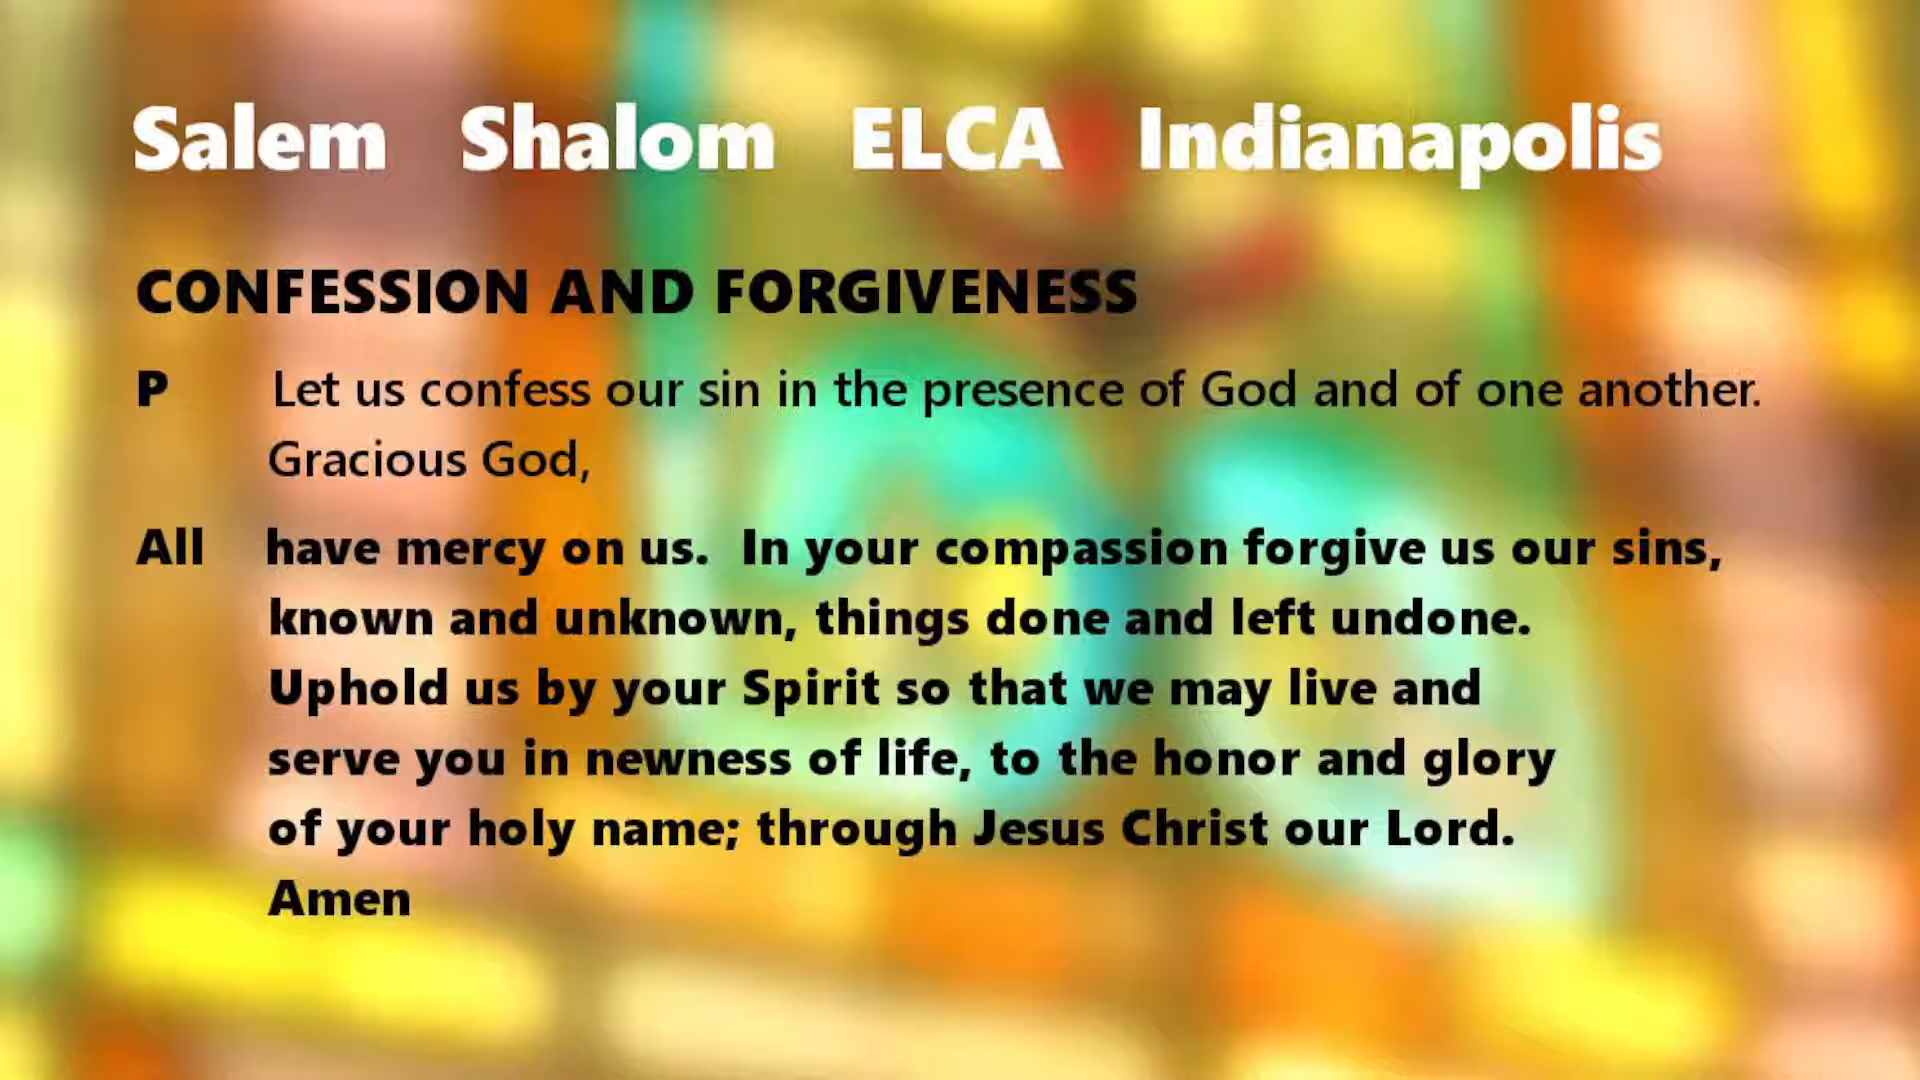 Salem Shalom ELCA Indianapolis
CONFESSION AND FORGIVENESS
P Let us confess our sin in the presence of God and of one another.
Gracious God,
All have mercy on us. In your compassion forgive us our sins,
known and unknown, things done and left undone.
Uphold us by your Spirit so that we may live and
serve you in newness of life, to the honor and glory
of your holy name; through Jesus Christ our Lord.
Amen